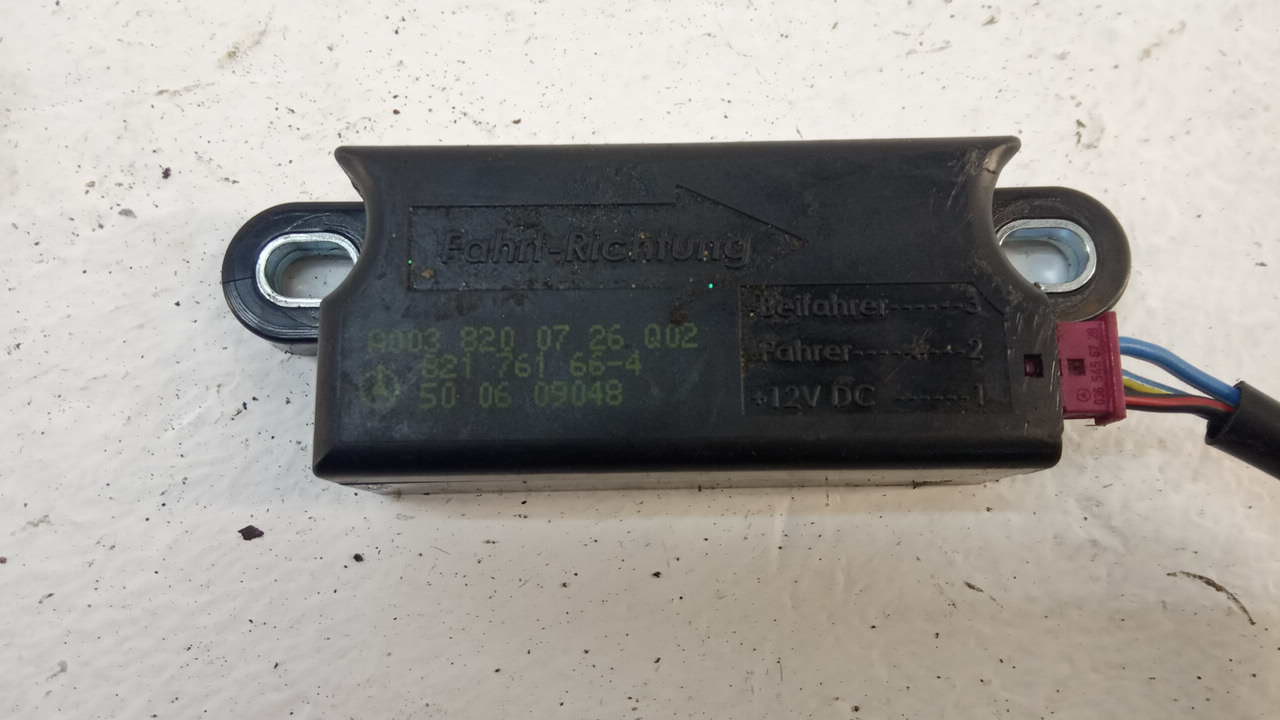 Fahrt-Richtung
Beifahrer-------3
Fahrer---------2
+12V DC ------1
A003 820 07 26 Q02
821 761 66-4
50 06 09048